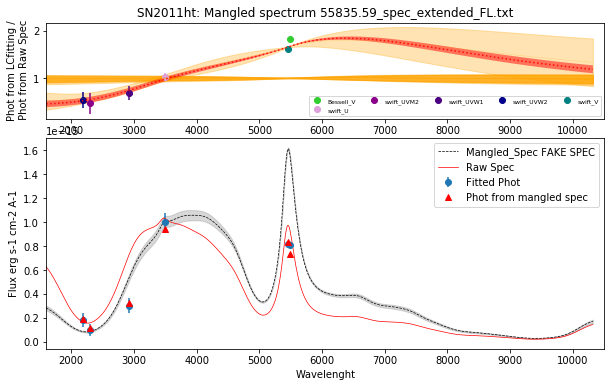 SN2011ht: Mangled spectrum 55835.59_spec_extended_FL.txt
Phot from LCfitting /
Phot from Raw Spec
2
1
Bessell_V
swift_UVM2
swift_UVW1
swift_UVW2
swift_V
swift_U
2000 3000 4000 5000 6000 7000 8000 9000 10000
1e−15
Flux erg s-1 cm-2 A-1
1.6
1.4
1.2
1.0
0.8
0.6
0.4
0.2
0.0
Mangled_Spec FAKE SPEC
Raw Spec
Fitted Phot
Phot from mangled spec
2000 3000 4000 5000 6000 7000 8000 9000 10000
Wavelenght